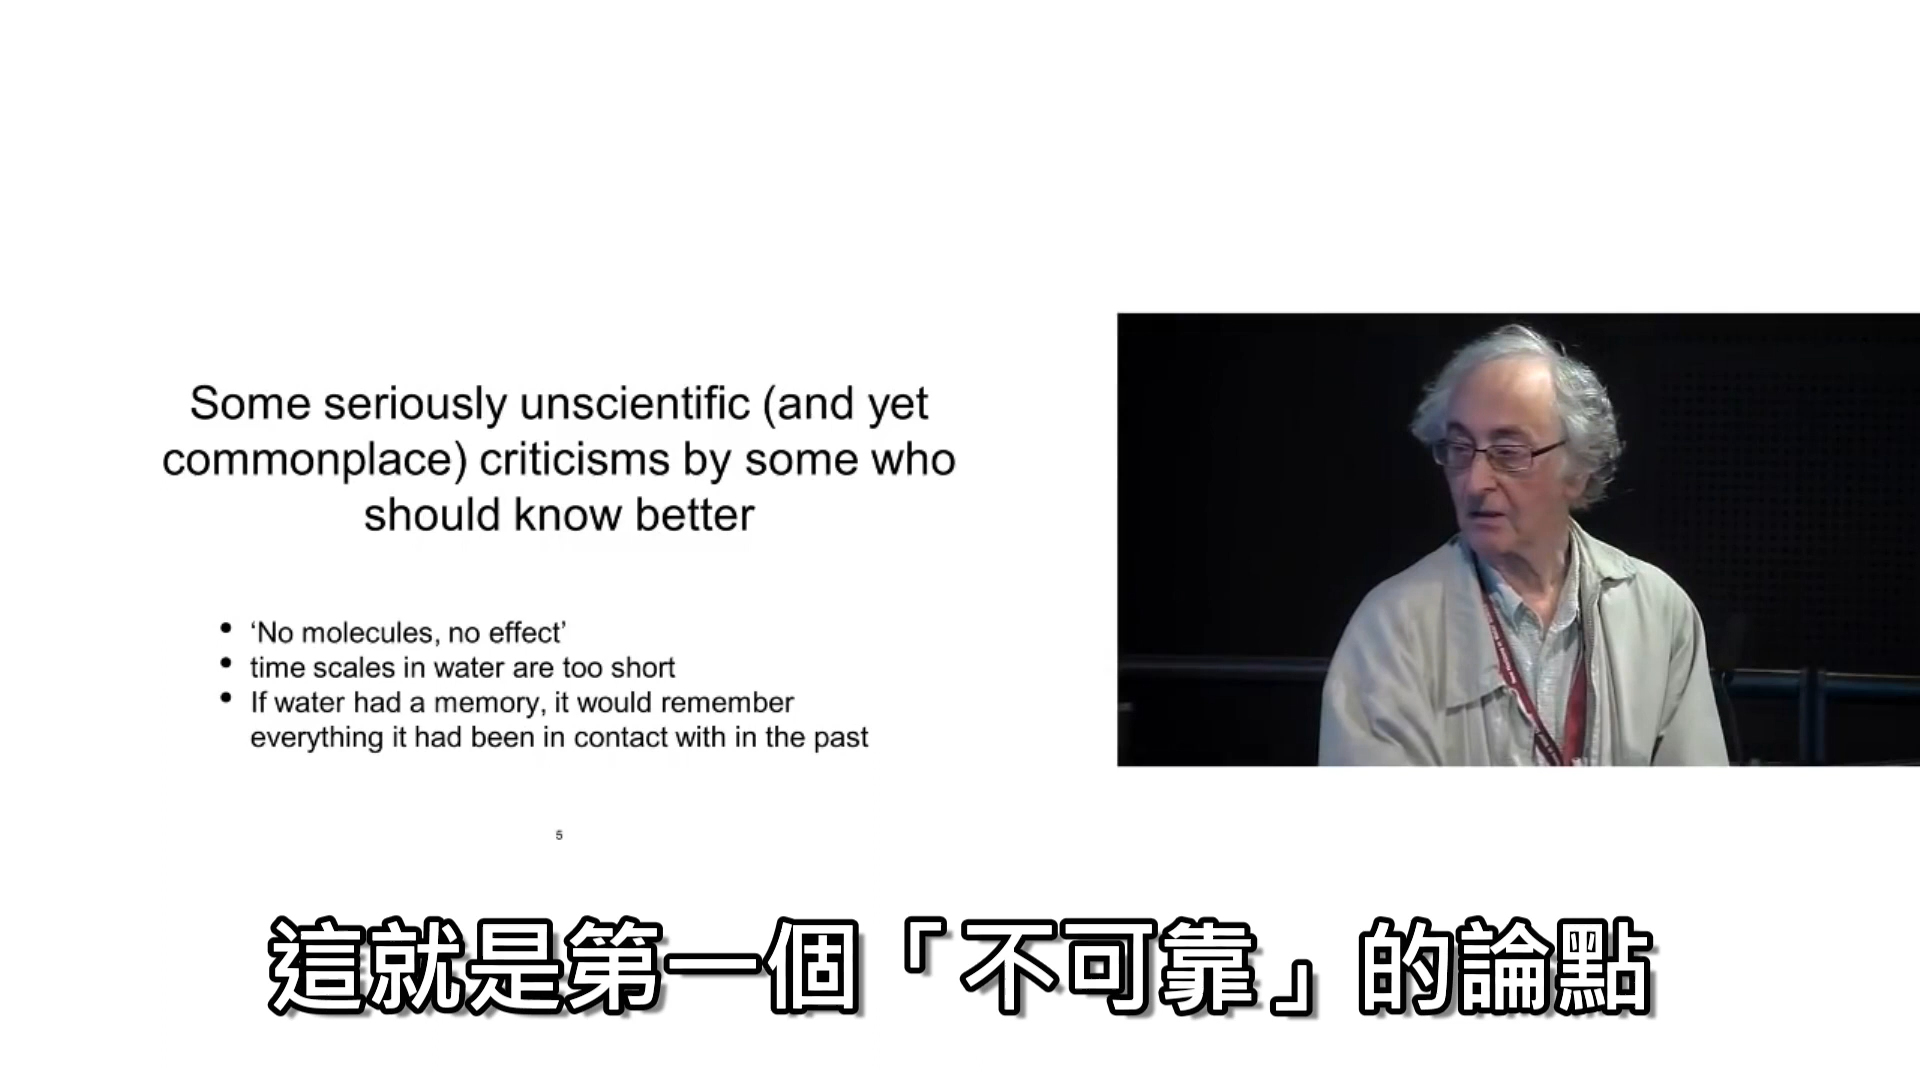 Some seriously unscientific (and yet
commonplace) criticisms by some who
should know better
• ‘No molecules, no effect’
• time scales in water are too short
• If water had a memory, it would remember
everything it had been in contact with in the past
5
這就是第一個「不可靠」的論點